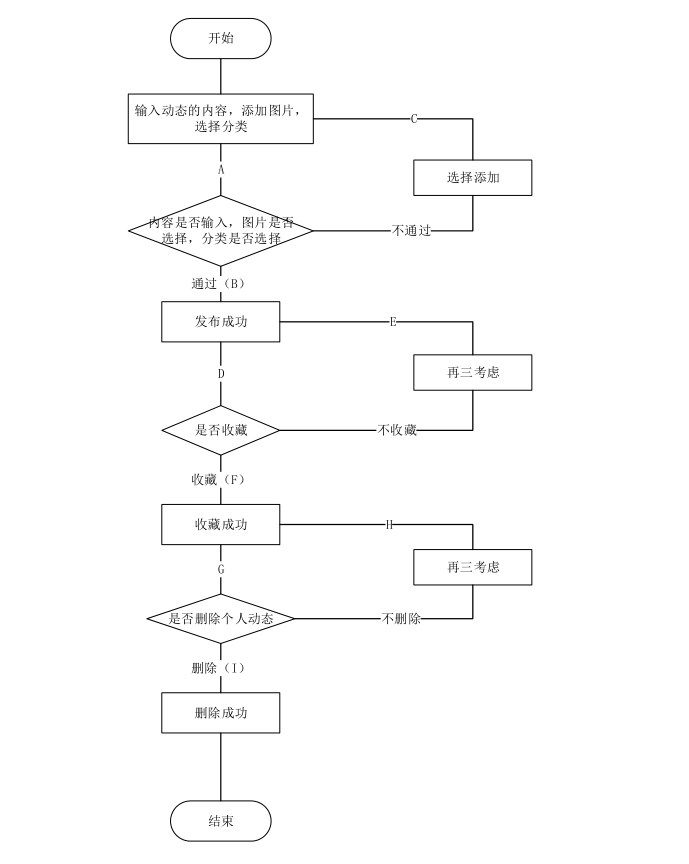 开始
输入动态的内容，添加图片，
选择分类
C
A
选择添加
内容是否输入，图片是否
选择，分类是否选择
不通过
通过（B）
发布成功
E
D
再三考虑
是否收藏
不收藏
收藏（F）
收藏成功
H
G
再三考虑
是否删除个人动态
不删除
删除（I）
删除成功
结束